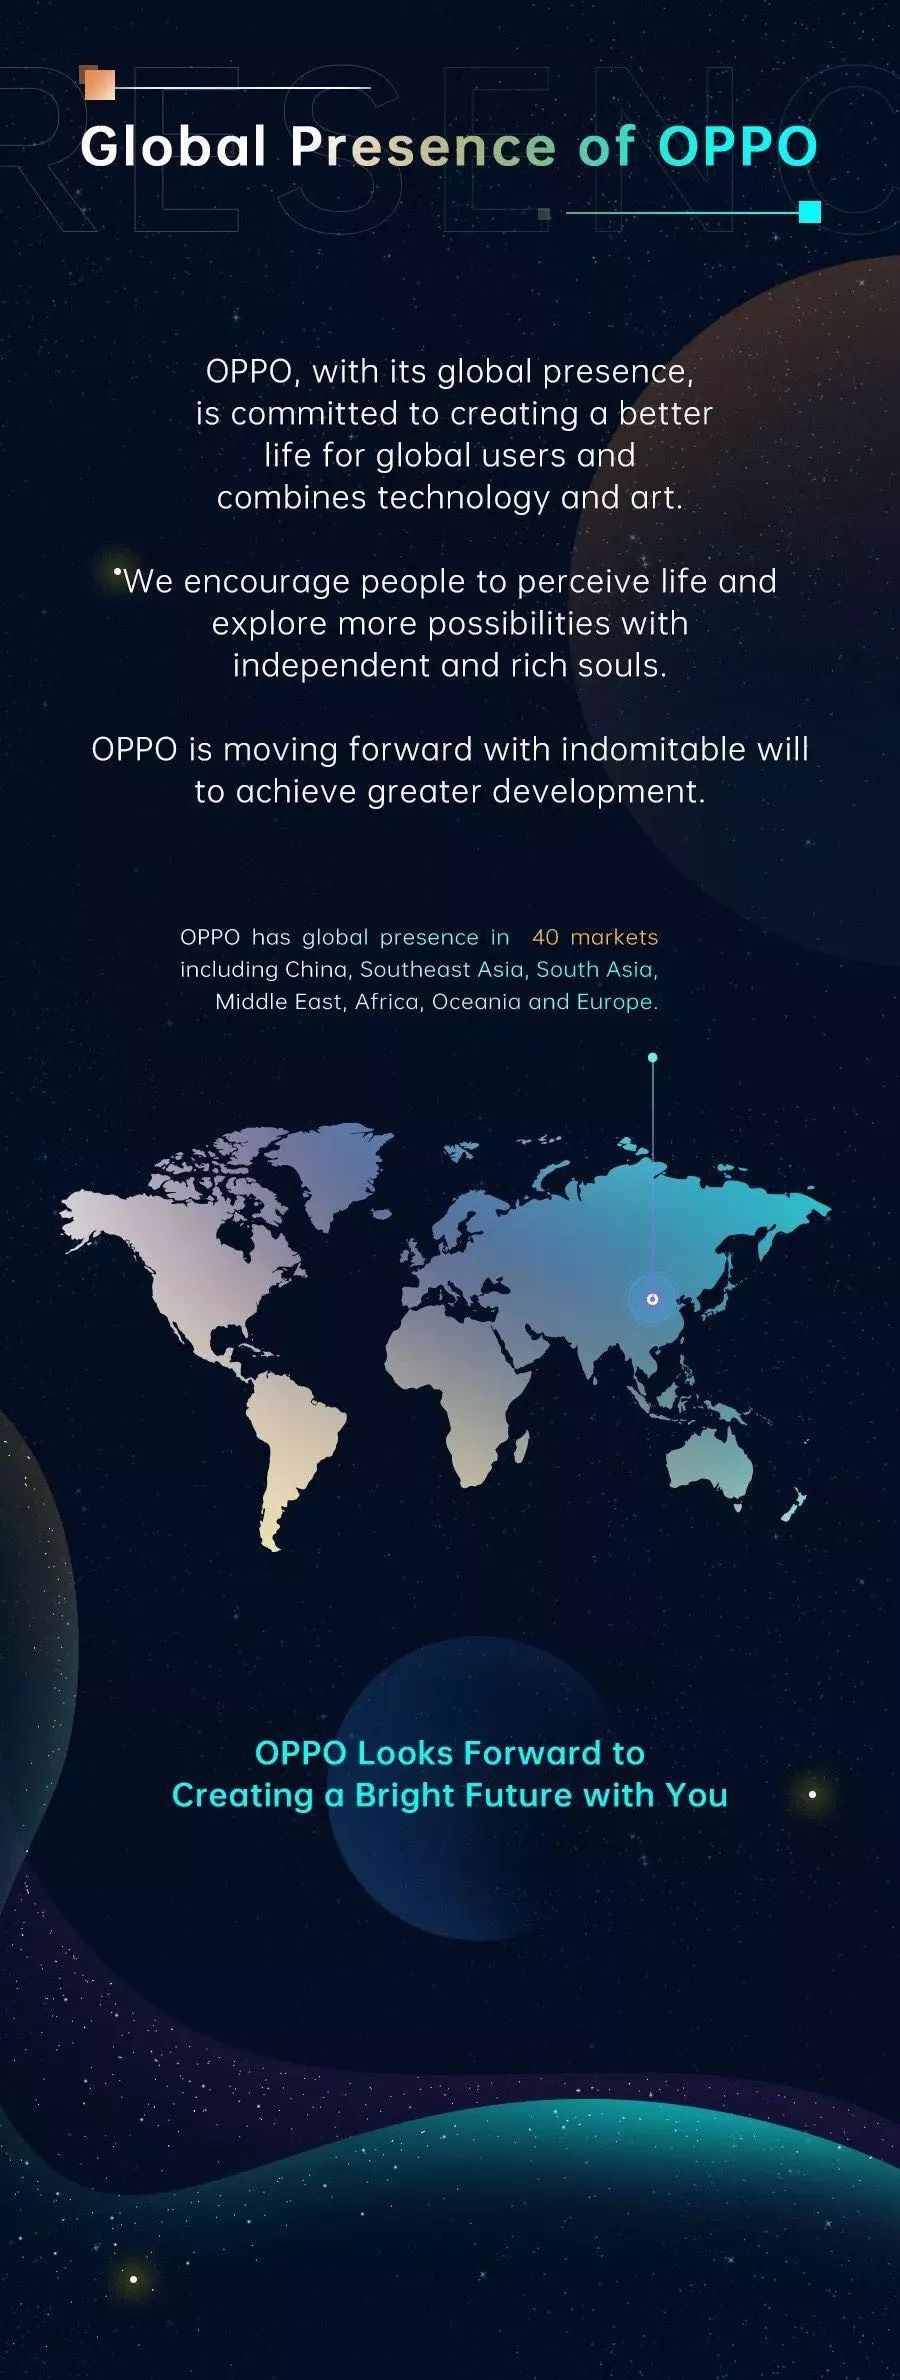 RESENC
Global Presence of OPPO
OPPO, with its global presence,
is committed to creating a better
life for global users and
combines technology and art.
We encourage people to perceive life and
explore more possibilities with
independent and rich souls.
OPPO is moving forward with indomitable will
to achieve greater development.
OPPO has global presence in 40 markets
including China, Southeast Asia, South Asia,
Middle East, Africa, Oceania and Europe.
OPPO Looks Forward to
Creating a Bright Future with You